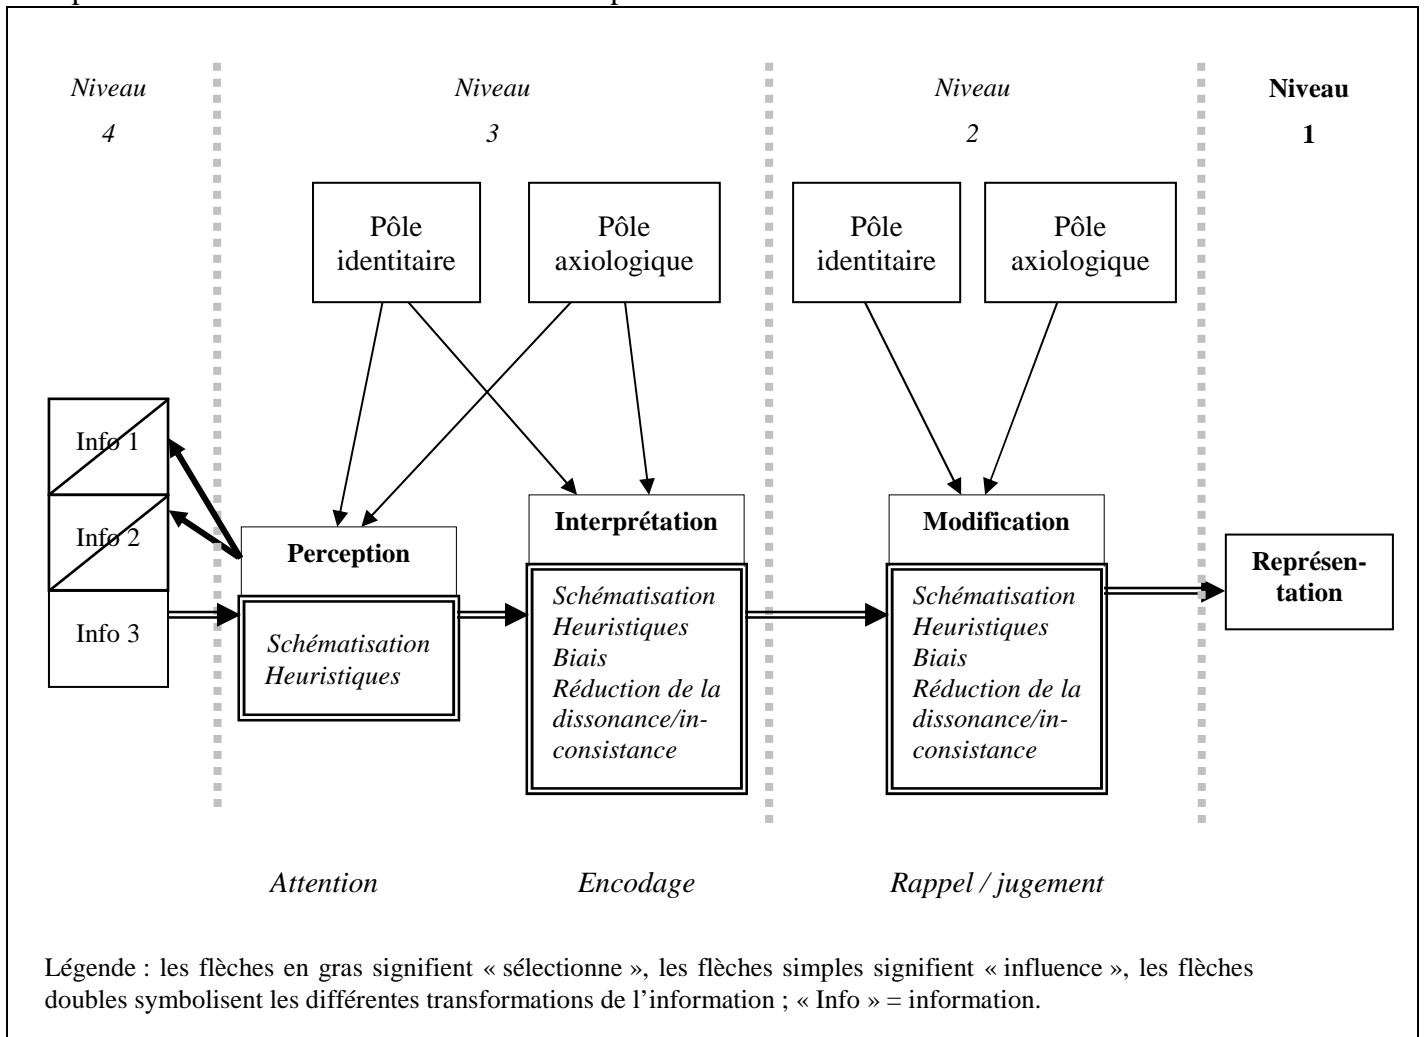 Niveau
4
Niveau
3
Niveau
2
Niveau
1
Pôle
identitaire
Pôle
axiologique
Pôle
identitaire
Pôle
axiologique
Info 1
Info 2
Info 3
Perception
Schématisation
Heuristiques
Interprétation
Schématisation
Heuristiques
Biais
Réduction de la
dissonance/in-
consistance
Modification
Schématisation
Heuristiques
Biais
Réduction de la
dissonance/in-
consistance
Représen-
tation
Attention
Encodage
Rappel / jugement
Légende : les flèches en gras signifient « sélectionne », les flèches simples signifient « influence », les flèches
doubles symbolisent les différentes transformations de l’information ; « Info » = information.